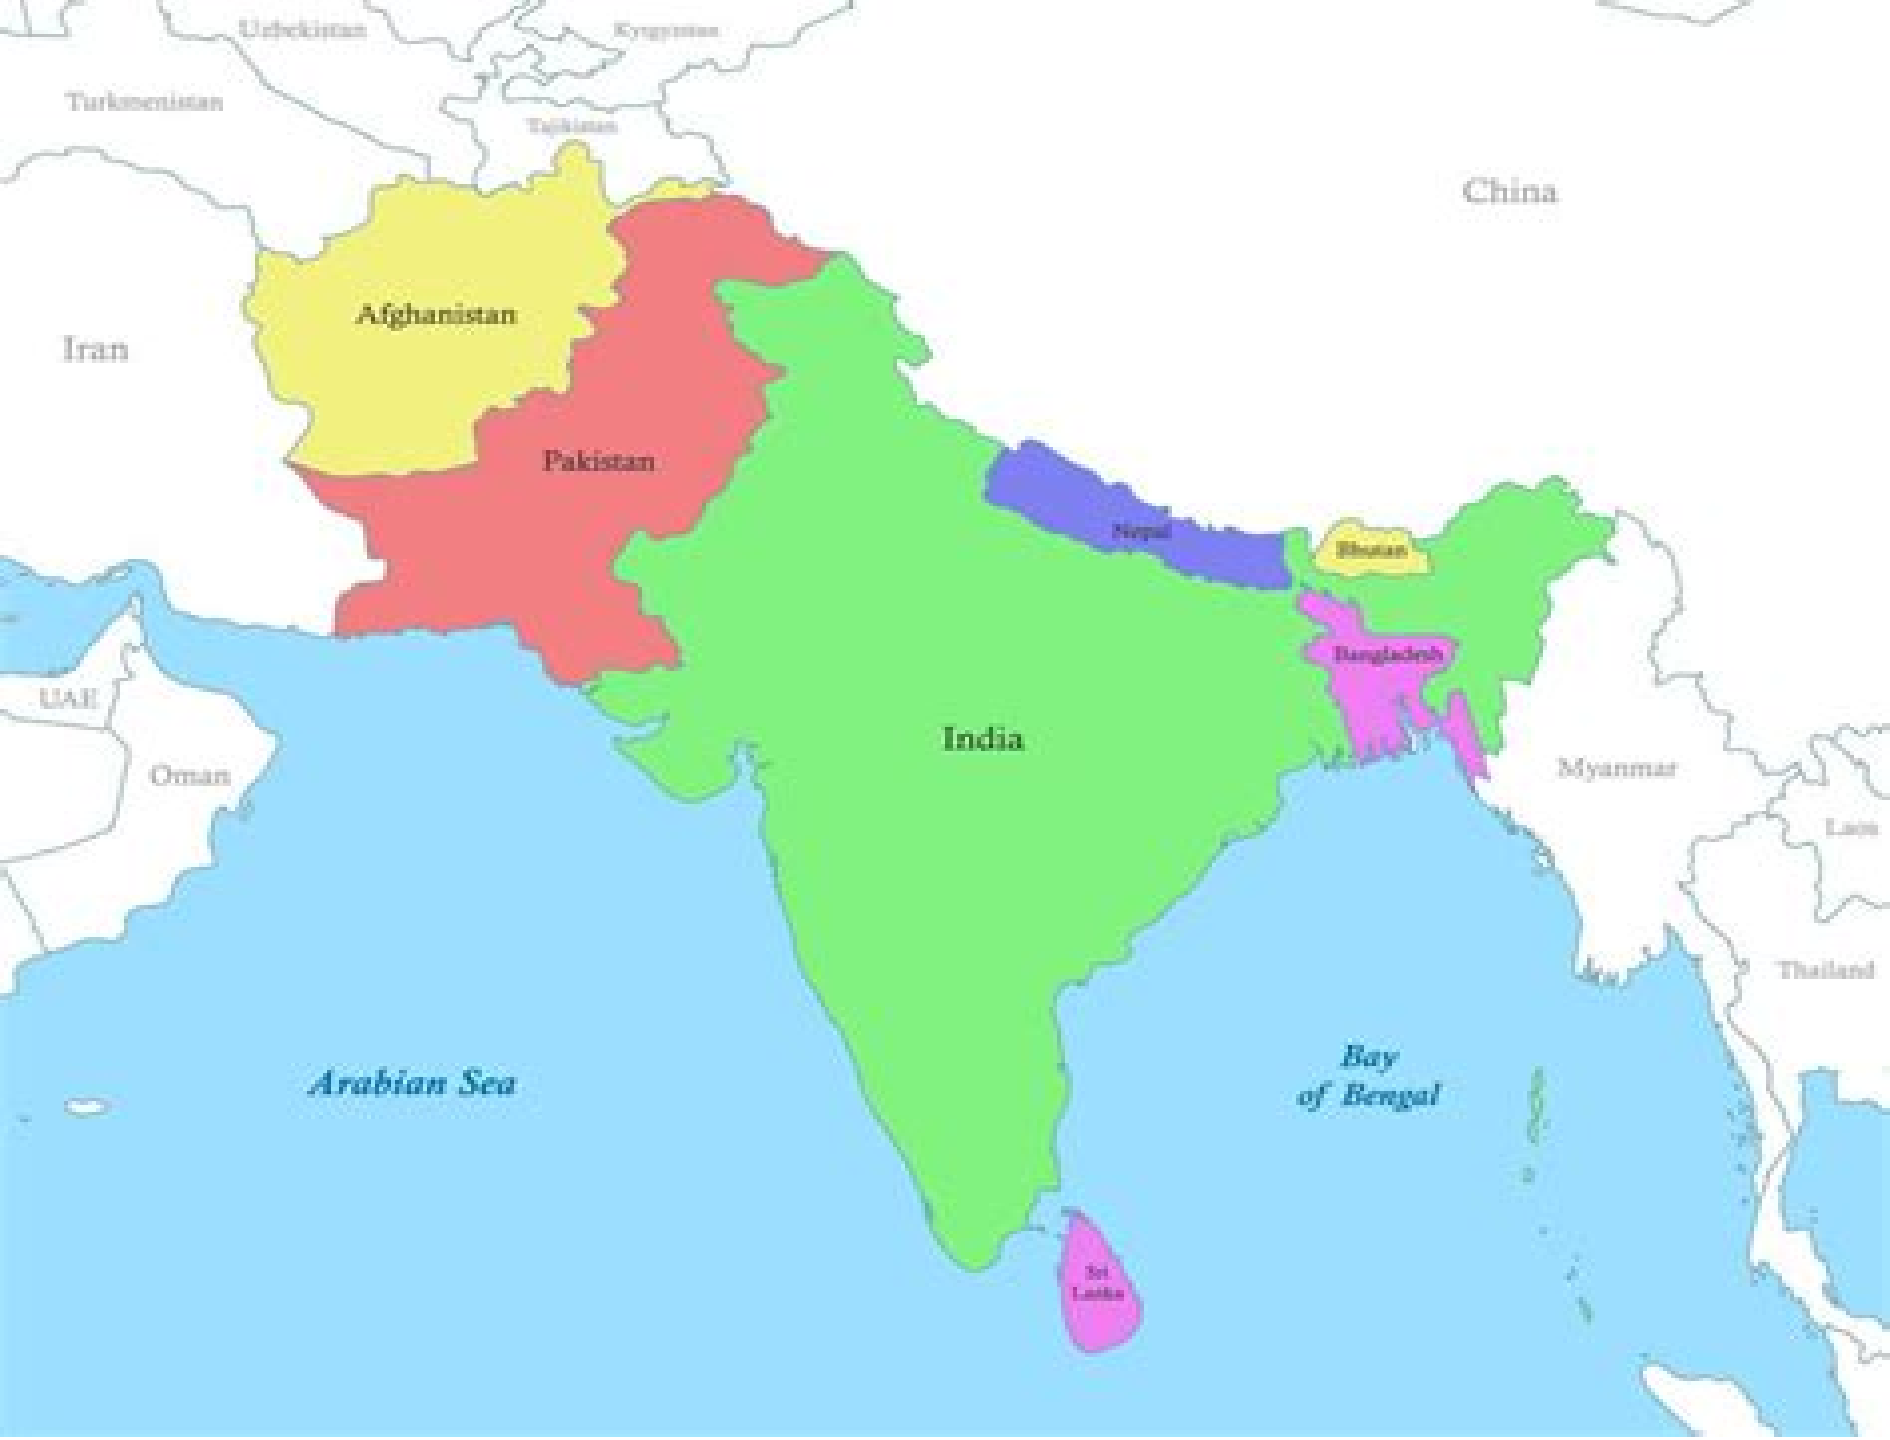 Uzbekistan
Kyrgyzstan
Turkmenistan
Tajikistan
China
Afghanistan
Iran
Pakistan
Nepal
Bhutan
Bangladesh
UAE
India
Oman
Myanmar
Laos
Thailand
Bay
of Bengal
Arabian Sea
Sri
Lanka